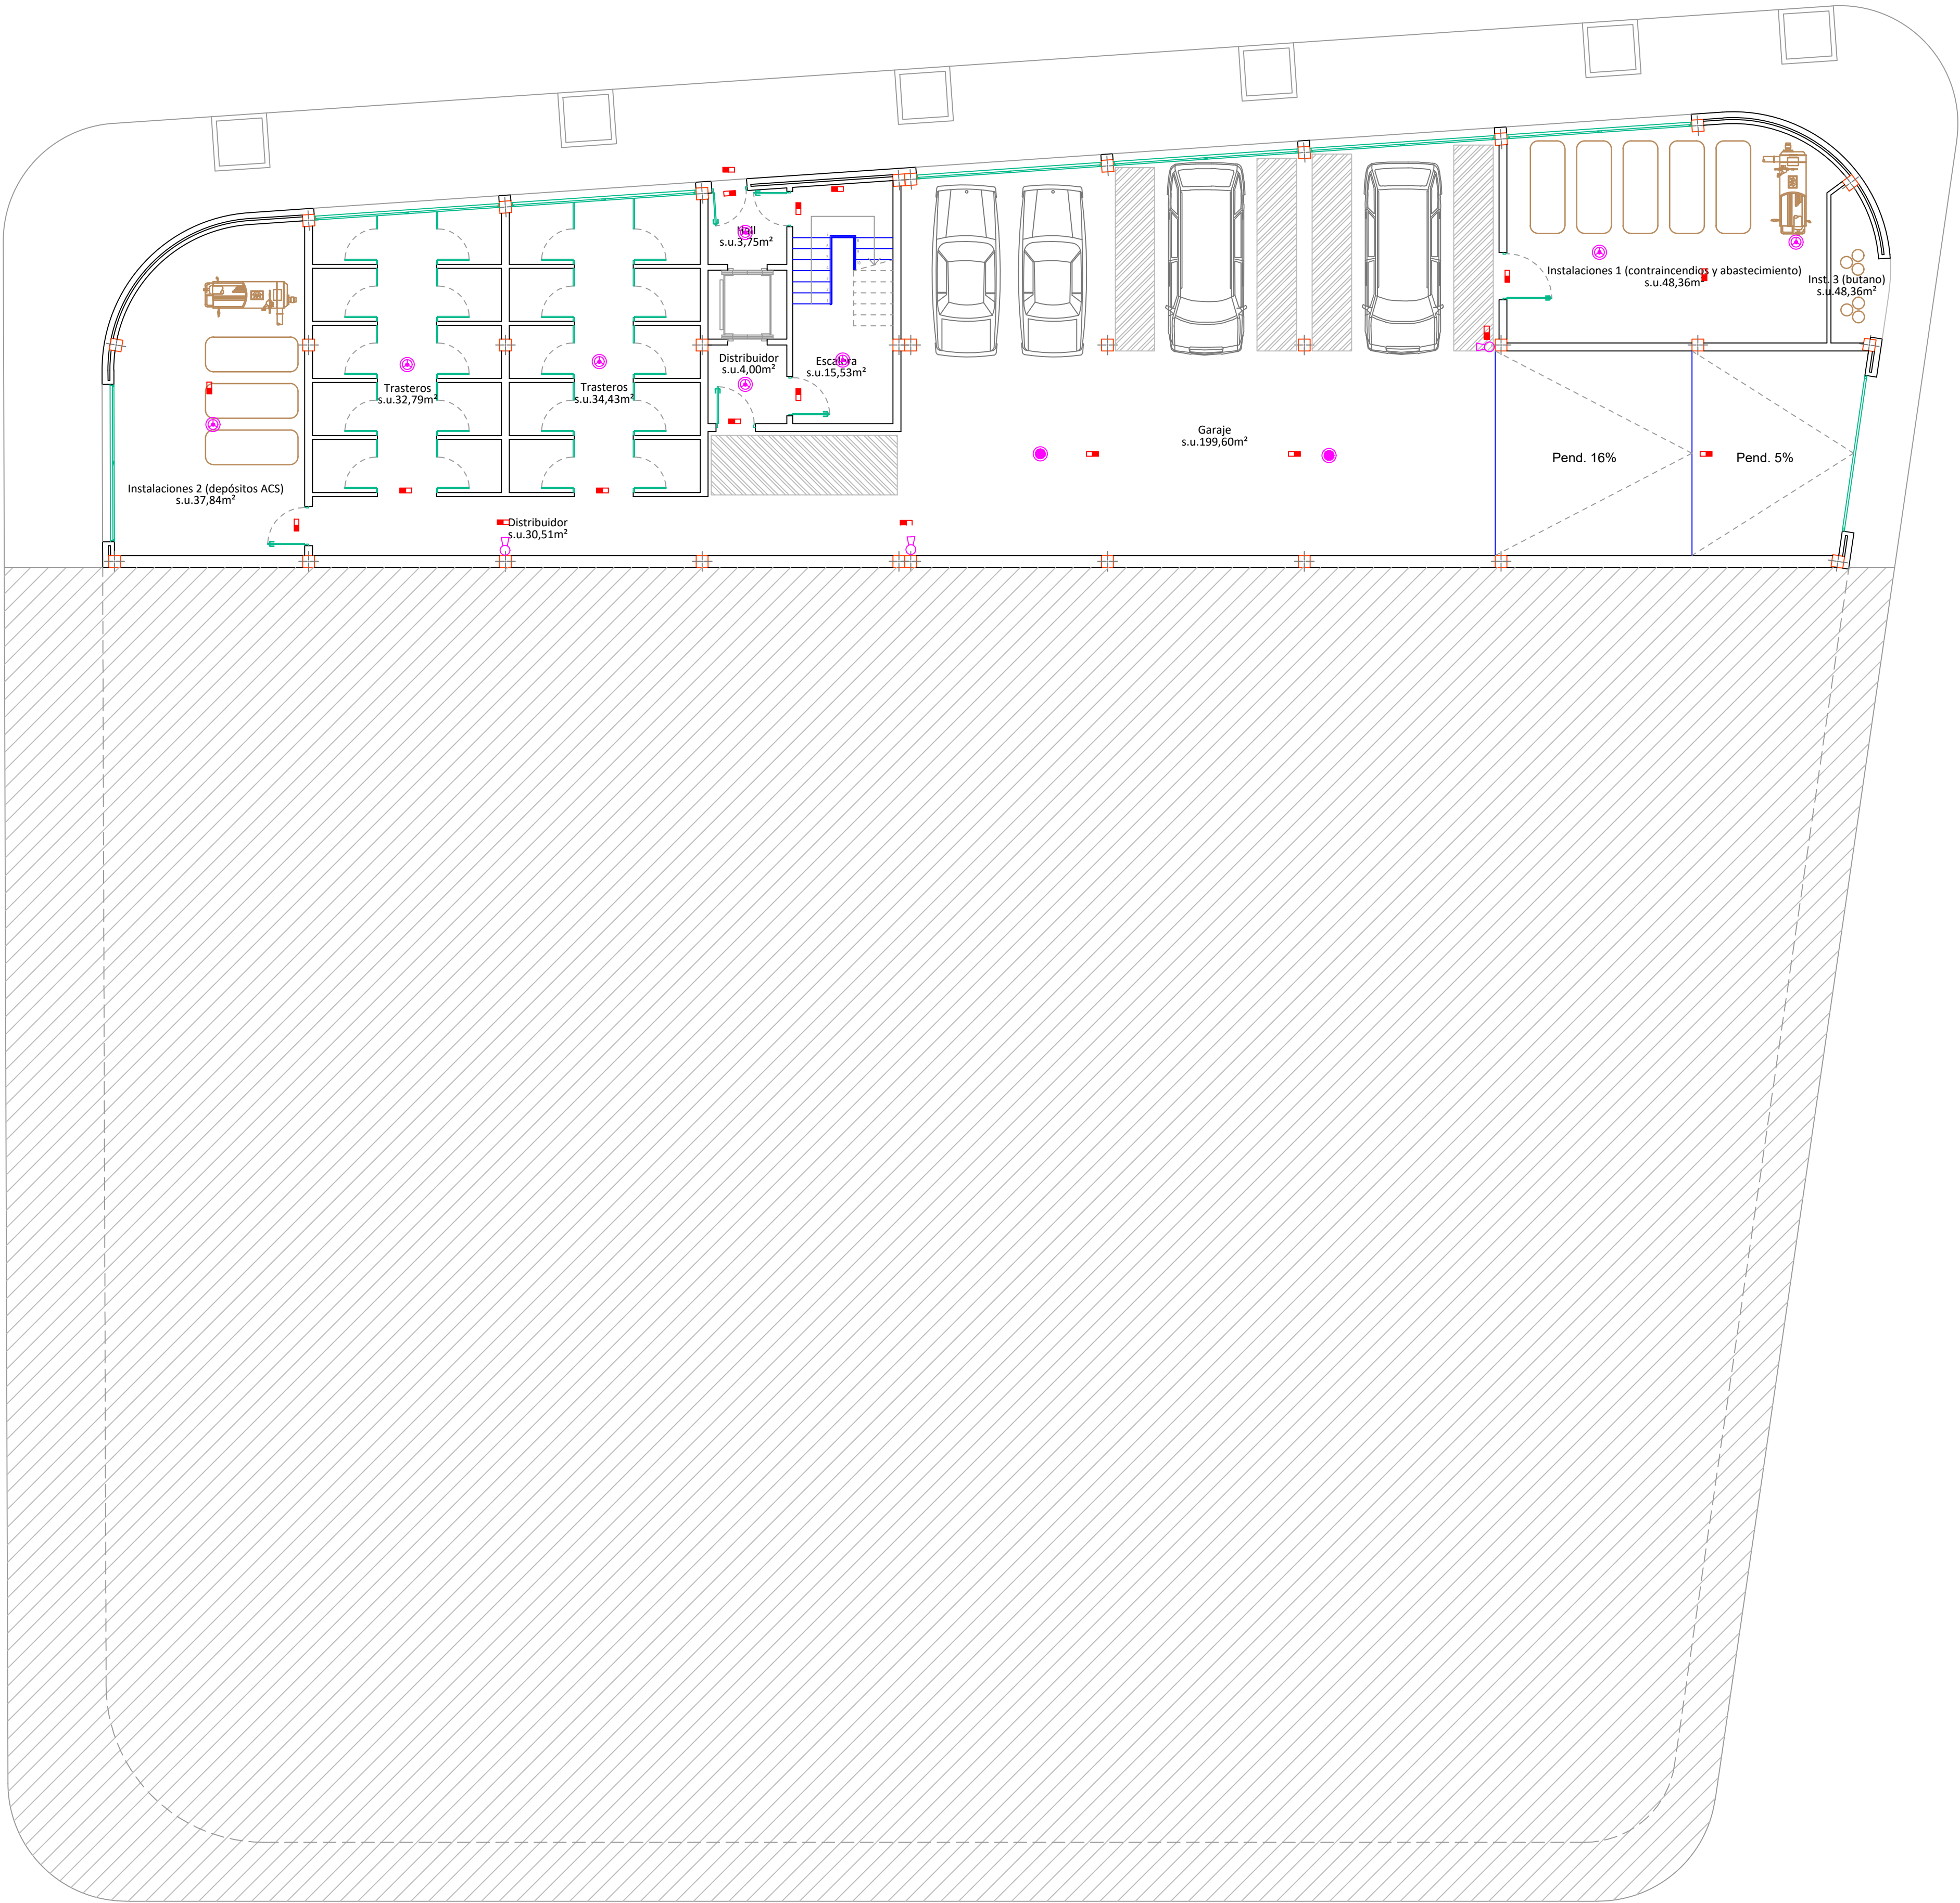 Hall
s.u.3,75m²
Instalaciones 1 (contraincendios y abastecimiento)
s.u.48,36m²
Inst. 3 (butano)
s.u.48,36m²
Distribuidor
s.u.4,00m²
Escalera
s.u.15,53m²
Trasteros
s.u.32,79m²
Trasteros
s.u.34,43m²
Garaje
s.u.199,60m²
Pend. 16%
Pend. 5%
Instalaciones 2 (depósitos ACS)
s.u.37,84m²
Distribuidor
s.u.30,51m²